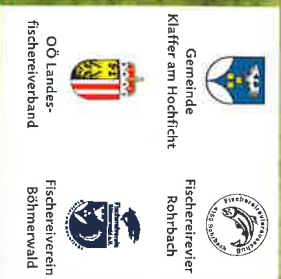 Gemeinde
Klaffer am Hochficht
Fischereirevier
Rohrbach
OÖ Landes-
fischereiverband
Fischereiverein
Böhmerwald